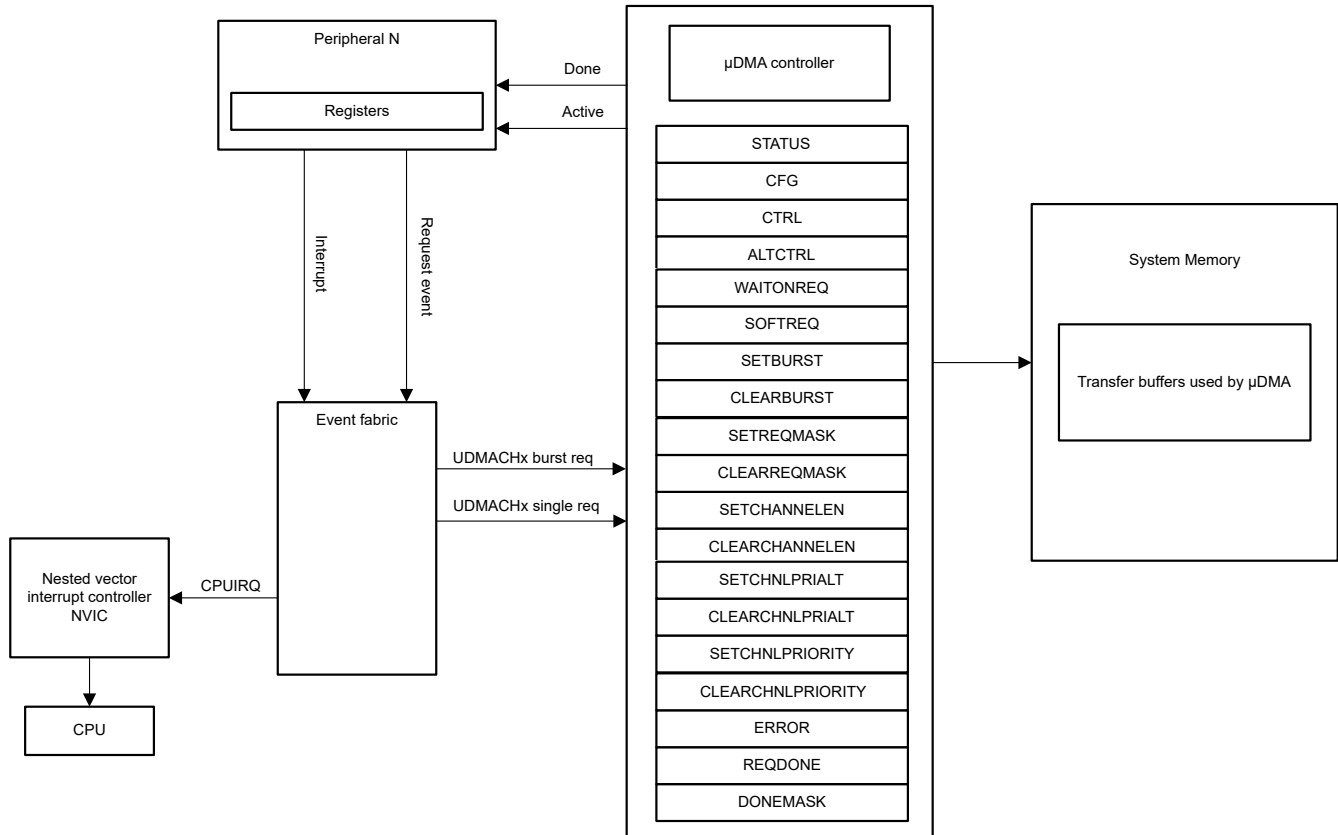 Peripheral N
Registers
Done
Active
µDMA controller
STATUS
CFG
CTRL
ALTCTRL
WAITONREQ
SOFTREQ
SETBURST
CLEARBURST
SETREQMASK
CLEARREQMASK
SETCHANNELEN
CLEARCHANNELEN
SETCHNLPRIALT
CLEARCHNLPRIALT
SETCHNLPRIORITY
CLEARCHNLPRIORITY
ERROR
REQDONE
DONEMASK
System Memory
Transfer buffers used by µDMA
Interrupt
Request event
Event fabric
UDMACHx burst req
UDMACHx single req
CPUIRQ
Nested vector
interrupt controller
NVIC
CPU